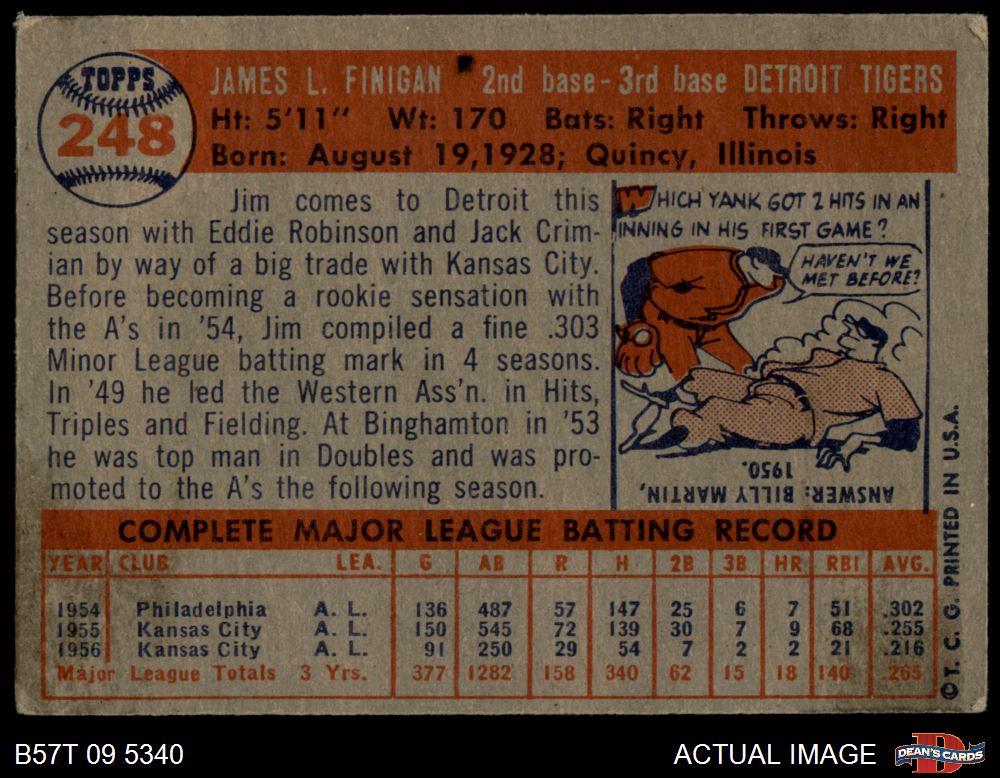 TOPPS
248
JAMES L. FINIGAN 2nd base-3rd base DETROIT TIGERS
Ht: 5'11" Wt: 170 Bats: Right Throws: Right
Born: August 19, 1928; Quincy, Illinois
Jim comes to Detroit this
season with Eddie Robinson and Jack Crim-
ian by way of a big trade with Kansas City.
Before becoming a rookie sensation with
the A's in '54, Jim compiled a fine .303
Minor League batting mark in 4 seasons.
In '49 he led the Western Ass'n. in Hits,
Triples and Fielding. At Binghamton in '53
he was top man in Doubles and was pro-
moted to the A's the following season.
WHICH YANK GOT 2 HITS IN AN
INNING IN HIS FIRST GAME?
HAVEN'T WE
MET BEFORE?
ANSWER: BILLY MARTIN,
1950.
COMPLETE MAJOR LEAGUE BATTING RECORD
YEAR CLUB LEA. G AB R H 2B 3B HR RBI AVG.
1954 Philadelphia A. L. 136 487 57 147 25 6 7 51 .302
1955 Kansas City A. L. 150 545 72 139 30 7 9 68 .255
1956 Kansas City A. L. 91 250 29 54 7 2 2 21 .216
Major League Totals 3 Yrs. 377 1282 158 340 62 15 18 140 .265
©T. C. G. PRINTED IN U.S.A.
B57T 09 5340
ACTUAL IMAGE
DEAN'S CARDS